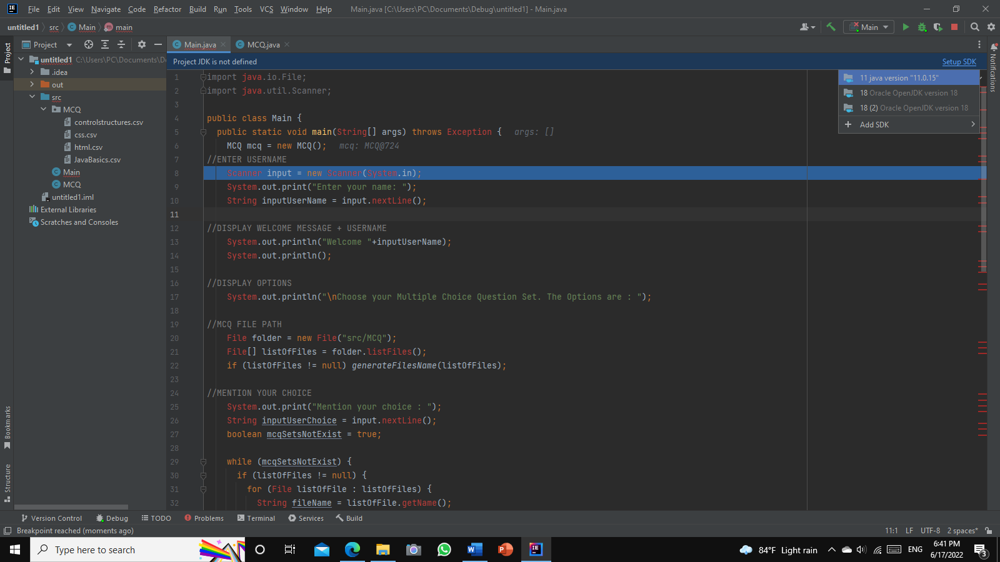 IE File Edit View Navigate Code Refactor Build Run Tools VCS Window Help Main.java [C:\Users\PC\Documents\Debug\untitled1] - Main.java
untitled1 src C Main m main Main
Project
Project
C Main.java C MCQ.java
Notifications
untitled1 C:\Users\PC\Documents\D
.idea
out
src
MCQ
controlstructures.csv
css.csv
html.csv
JavaBasics.csv
C Main
C MCQ
untitled1.iml
External Libraries
Scratches and Consoles
Project JDK is not defined Setup SDK
11 java version "11.0.15"
18 Oracle OpenJDK version 18
18 (2) Oracle OpenJDK version 18
+ Add SDK
1 import java.io.File;
2 import java.util.Scanner;
3
4 public class Main {
5 public static void main(String[] args) throws Exception { args: []
6 MCQ mcq = new MCQ(); mcq: MCQ@724
7 //ENTER USERNAME
8 Scanner input = new Scanner(System.in);
9 System.out.print("Enter your name: ");
10 String inputUserName = input.nextLine();
11
12 //DISPLAY WELCOME MESSAGE + USERNAME
13 System.out.println("Welcome "+inputUserName);
14 System.out.println();
15
16 //DISPLAY OPTIONS
17 System.out.println("\nChoose your Multiple Choice Question Set. The Options are : ");
18
19 //MCQ FILE PATH
20 File folder = new File("src/MCQ");
21 File[] listOfFiles = folder.listFiles();
22 if (listOfFiles != null) generateFilesName(listOfFiles);
23
24 //MENTION YOUR CHOICE
25 System.out.print("Mention your choice : ");
26 String inputUserChoice = input.nextLine();
27 boolean mcqSetsNotExist = true;
28
29 while (mcqSetsNotExist) {
30 if (listOfFiles != null) {
31 for (File listOfFile : listOfFiles) {
32 String fileName = listOfFile.getName();
Bookmarks
Structure
Version Control Debug TODO Problems Terminal Services Build
Breakpoint reached (moments ago) 11:1 LF UTF-8 2 spaces*
Type here to search 84°F Light rain ENG 6:41 PM
6/17/2022 3